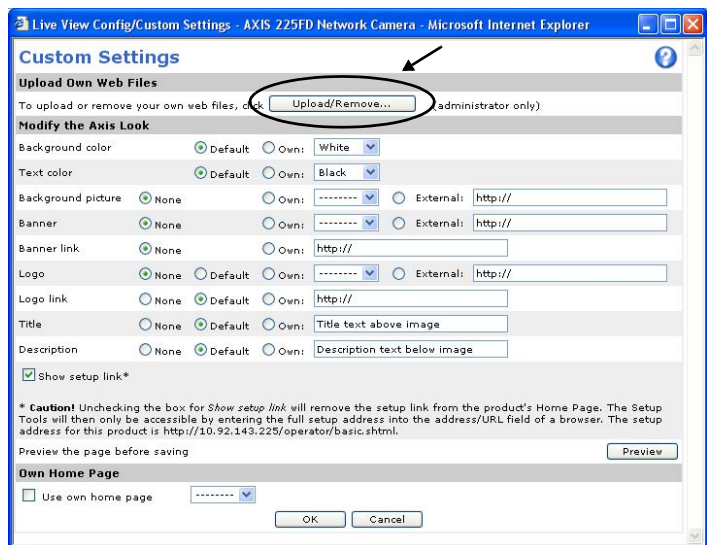 Live View Config/Custom Settings - AXIS 225FD Network Camera - Microsoft Internet Explorer
Custom Settings
Upload Own Web Files
To upload or remove your own web files, click Upload/Remove... (administrator only)
Modify the Axis Look
Background color Default Own: White
Text color Default Own: Black
Background picture None Own: -------- External: http://
Banner None Own: -------- External: http://
Banner link None Own: http://
Logo None Default Own: -------- External: http://
Logo link None Default Own: http://
Title None Default Own: Title text above image
Description None Default Own: Description text below image
Show setup link*
* Caution! Unchecking the box for Show setup link will remove the setup link from the product's Home Page. The Setup
Tools will then only be accessible by entering the full setup address into the address/URL field of a browser. The setup
address for this product is http://10.92.143.225/operator/basic.shtml.
Preview the page before saving Preview
Own Home Page
Use own home page --------
OK Cancel